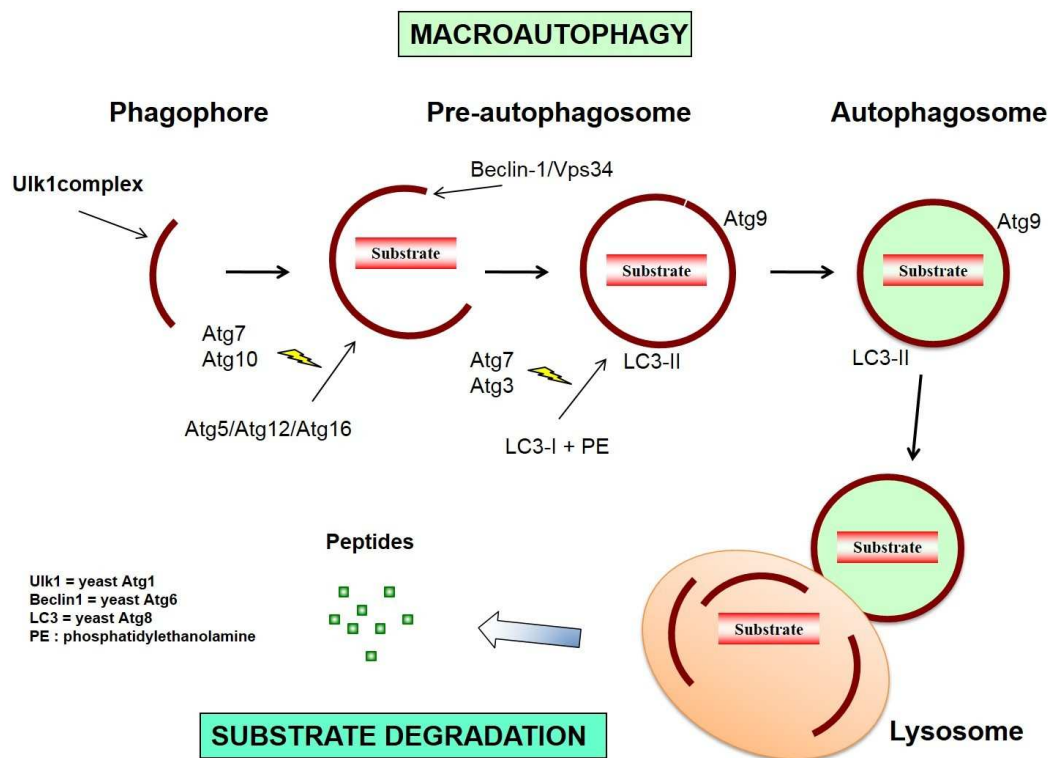 MACROAUTOPHAGY
Phagophore
Pre-autophagosome
Autophagosome
Ulk1complex
Beclin-1/Vps34
Substrate
Atg7
Atg10
Atg5/Atg12/Atg16
Atg9
Substrate
LC3-II
Atg7
Atg3
LC3-I + PE
Atg9
Substrate
LC3-II
Substrate
Substrate
Lysosome
Peptides
Ulk1 = yeast Atg1
Beclin1 = yeast Atg6
LC3 = yeast Atg8
PE : phosphatidylethanolamine
SUBSTRATE DEGRADATION